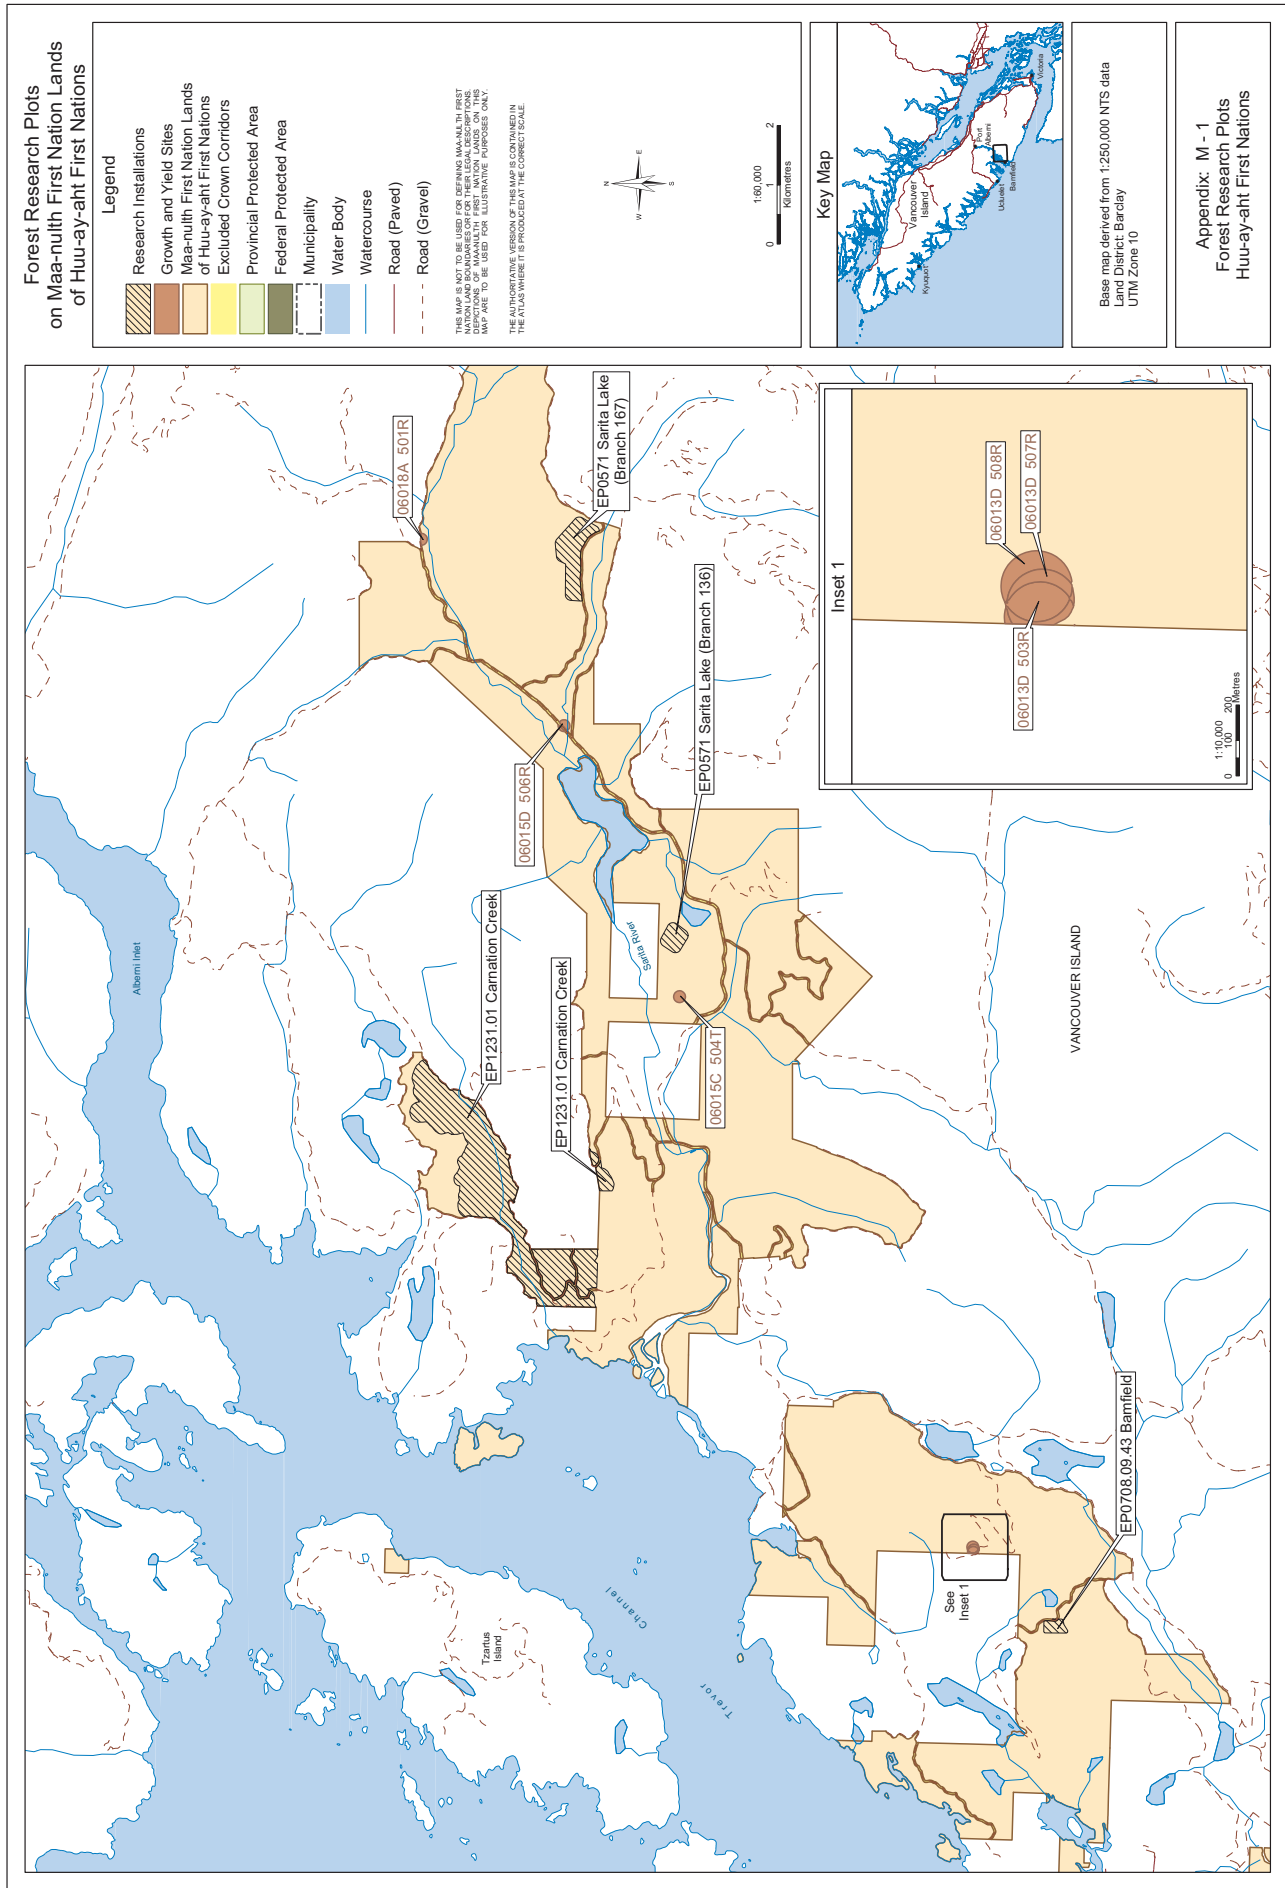 Forest Research Plots
on Maa-nulth First Nation Lands
of Huu-ay-aht First Nations
Legend
Research Installations
Growth and Yield Sites
Maa-nulth First Nation Lands
of Huu-ay-aht First Nations
Excluded Crown Corridors
Provincial Protected Area
Federal Protected Area
Municipality
Water Body
Watercourse
Road (Paved)
Road (Gravel)
THIS MAP IS NOT TO BE USED FOR DEFINING MAA-NULTH FIRST
NATION LAND BOUNDARIES OR FOR THEIR LEGAL DESCRIPTIONS.
DEPICTIONS OF MAA-NULTH FIRST NATION LANDS ON THIS
MAP ARE TO BE USED FOR ILLUSTRATIVE PURPOSES ONLY.
THE AUTHORITATIVE VERSION OF THIS MAP IS CONTAINED IN
THE ATLAS WHERE IT IS PRODUCED AT THE CORRECT SCALE.
N
W
E
S
1:60,000
0 1 2
Kilometres
Key Map
Vancouver
Island
Port
Alberni
Victoria
Kyuquot
Ucluelet
Bamfield
Base map derived from 1:250,000 NTS data
Land District: Barclay
UTM Zone 10
Appendix: M - 1
Forest Research Plots
Huu-ay-aht First Nations
Alberni Inlet
06018A 501R
EP0571 Sarita Lake
(Branch 167)
06015D 506R
EP0571 Sarita Lake (Branch 136)
EP1231.01 Carnation Creek
EP1231.01 Carnation Creek
Sarita River
06015C 504T
VANCOUVER ISLAND
Tzartus
Island
Trevor Channel
See
Inset 1
EP0708.09.43 Bamfield
Inset 1
06013D 508R
06013D 507R
06013D 503R
1:10,000
0 100 200
Metres